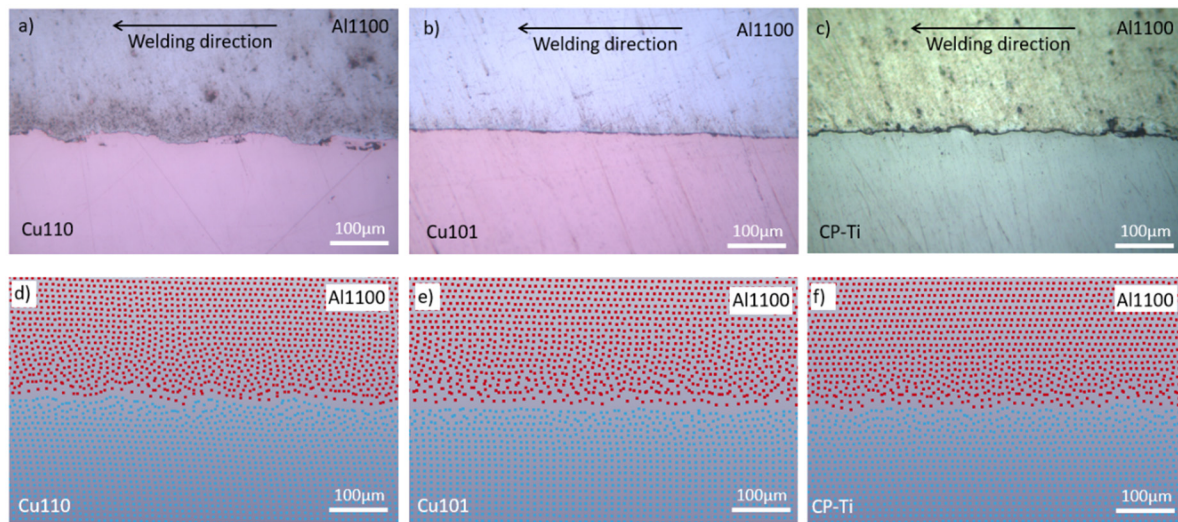 a)
Al1100
Welding direction
Cu110
100μm
b)
Al1100
Welding direction
Cu101
100μm
c)
Al1100
Welding direction
CP-Ti
100μm
d)
Al1100
Cu110
100μm
e)
Al1100
Cu101
100μm
f)
Al1100
CP-Ti
100μm